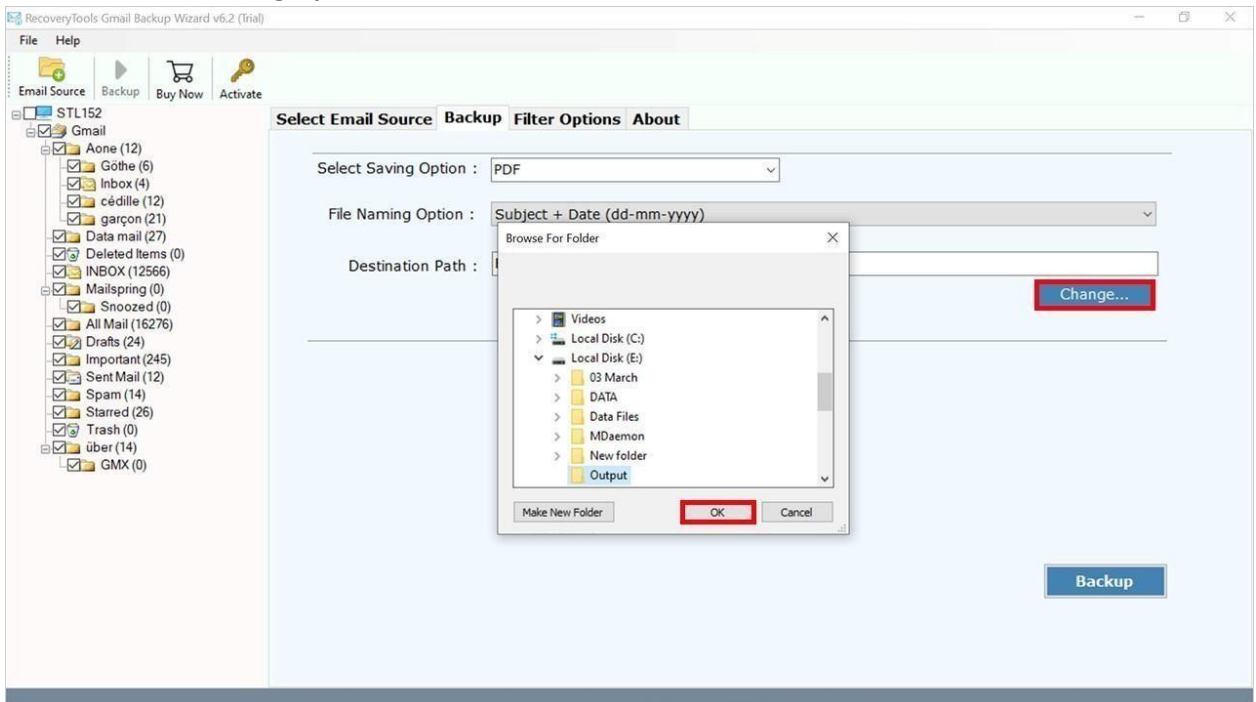 RecoveryTools Gmail Backup Wizard v6.2 (Trial)
File Help
Email Source Backup Buy Now Activate
STL152
Gmail
Aone (12)
Göthe (6)
Inbox (4)
cédille (12)
garçon (21)
Data mail (27)
Deleted Items (0)
INBOX (12566)
Mailspring (0)
Snoozed (0)
All Mail (16276)
Drafts (24)
Important (245)
Sent Mail (12)
Spam (14)
Starred (26)
Trash (0)
über (14)
GMX (0)
Select Email Source Backup Filter Options About
Select Saving Option : PDF
File Naming Option : Subject + Date (dd-mm-yyyy)
Destination Path :
Change...
Browse For Folder
Videos
Local Disk (C:)
Local Disk (E:)
03 March
DATA
Data Files
MDaemon
New folder
Output
Make New Folder OK Cancel
Backup